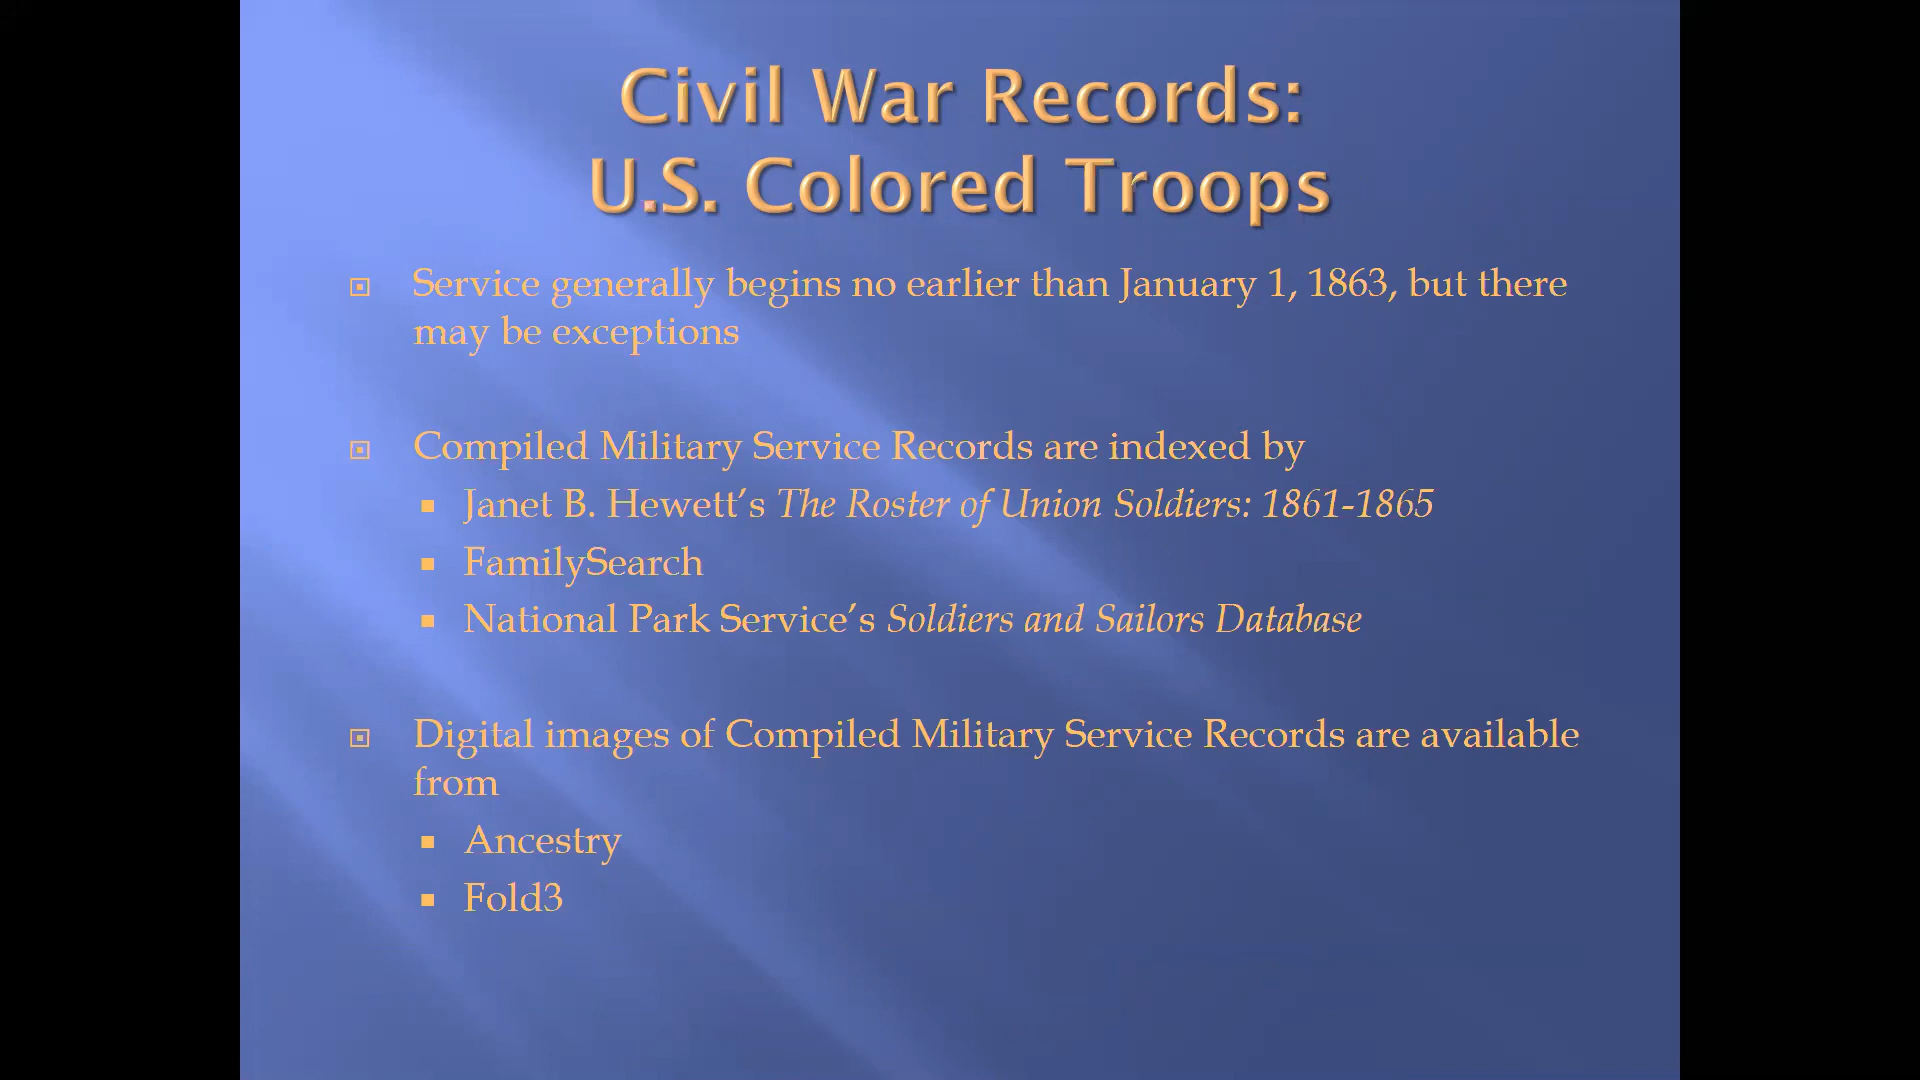 Civil War Records:
U.S. Colored Troops
Service generally begins no earlier than January 1, 1863, but there
may be exceptions
Compiled Military Service Records are indexed by
Janet B. Hewett’s The Roster of Union Soldiers: 1861-1865
FamilySearch
National Park Service’s Soldiers and Sailors Database
Digital images of Compiled Military Service Records are available
from
Ancestry
Fold3